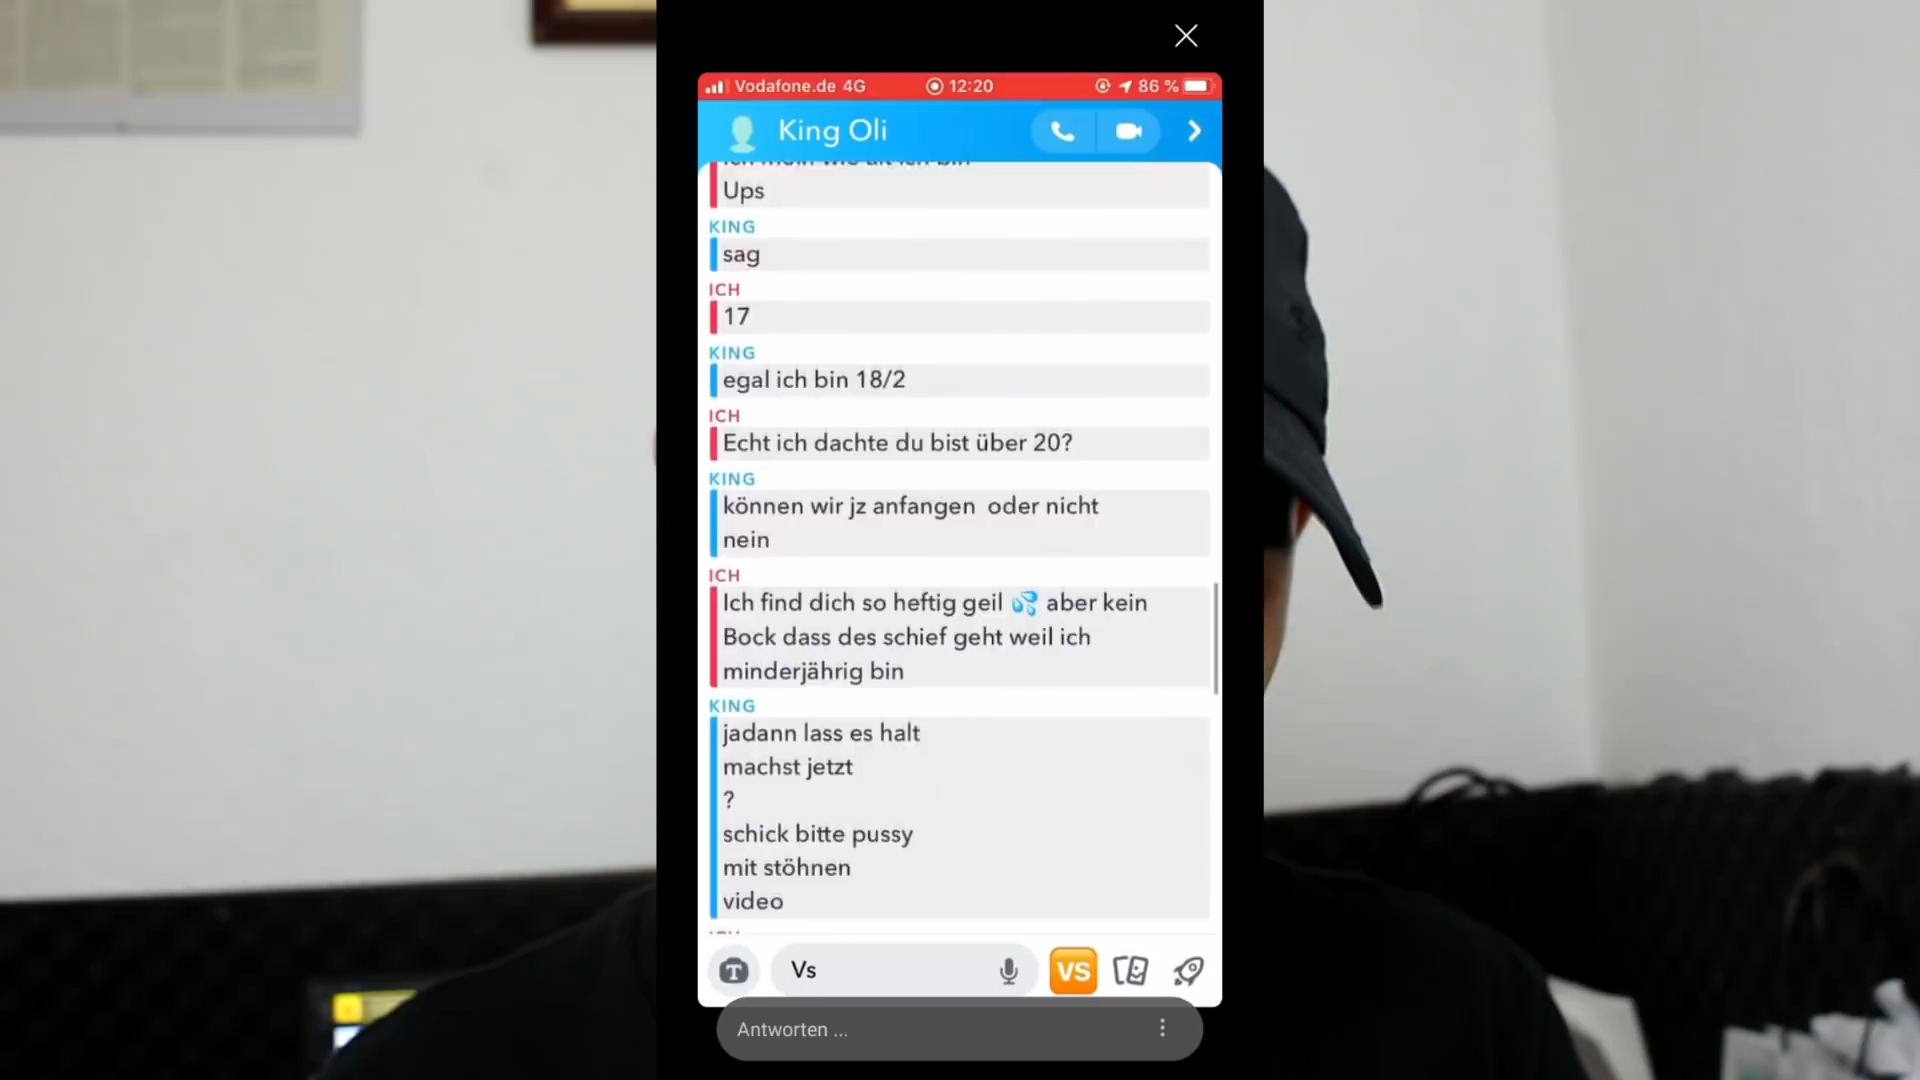 Vodafone.de 4G 12:20 86 %
King Oli
Ups
KING
sag
ICH
17
KING
egal ich bin 18/2
ICH
Echt ich dachte du bist über 20?
KING
können wir jz anfangen oder nicht
nein
ICH
Ich find dich so heftig geil 💦 aber kein
Bock dass des schief geht weil ich
minderjährig bin
KING
jadann lass es halt
machst jetzt
?
schick bitte pussy
mit stöhnen
video
Vs
VS
Antworten ...